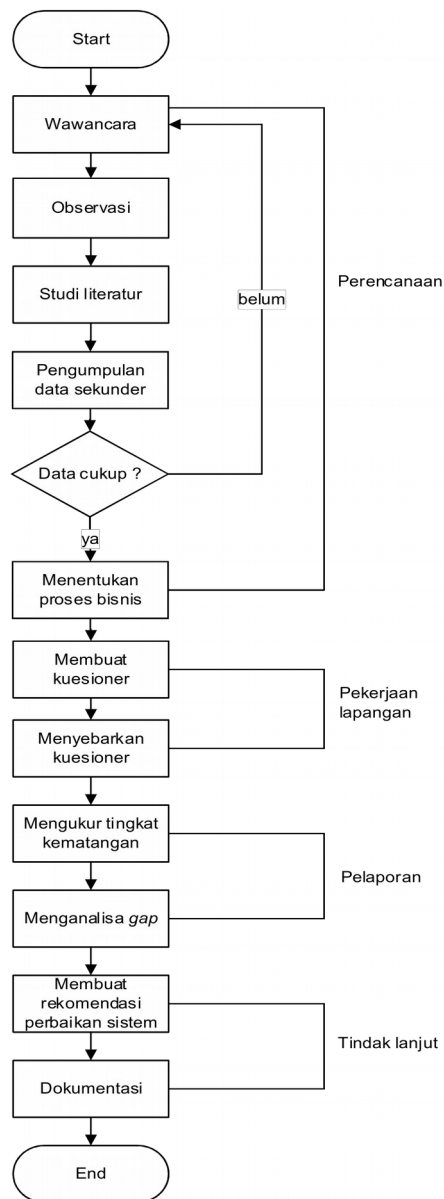 Start
Wawancara
Observasi
Studi literatur
belum
Perencanaan
Pengumpulan
data sekunder
Data cukup ?
ya
Menentukan
proses bisnis
Membuat
kuesioner
Pekerjaan
lapangan
Menyebarkan
kuesioner
Mengukur tingkat
kematangan
Pelaporan
Menganalisa gap
Membuat
rekomendasi
perbaikan sistem
Tindak lanjut
Dokumentasi
End